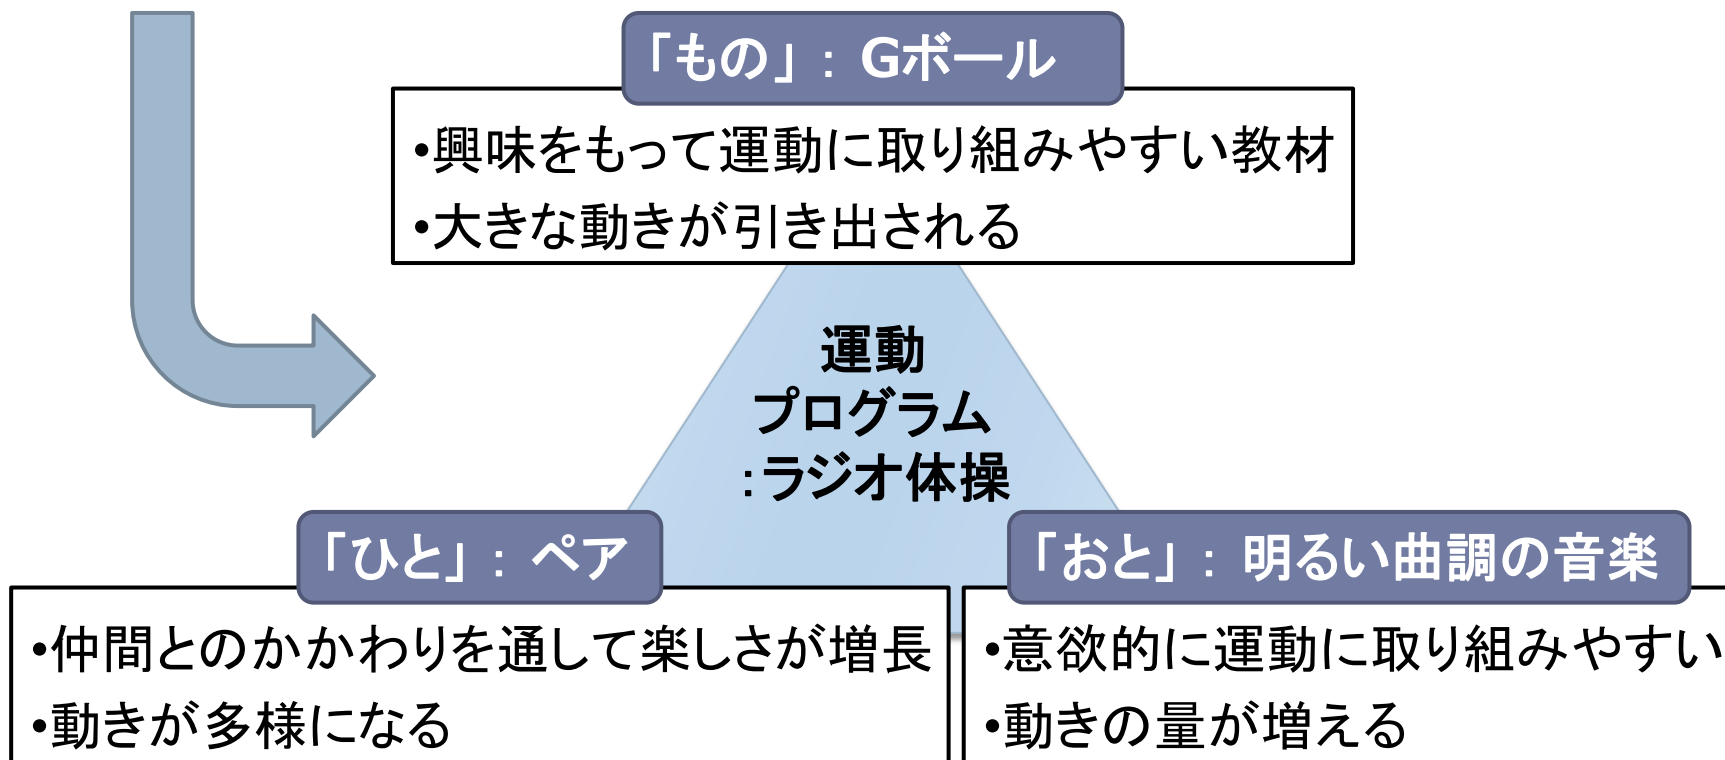 「もの」：Gボール
•興味をもって運動に取り組みやすい教材
•大きな動きが引き出される
運動
プログラム
：ラジオ体操
「ひと」：ペア
•仲間とのかかわりを通して楽しさが増長
•動きが多様になる
「おと」：明るい曲調の音楽
•意欲的に運動に取り組みやすい
•動きの量が増える